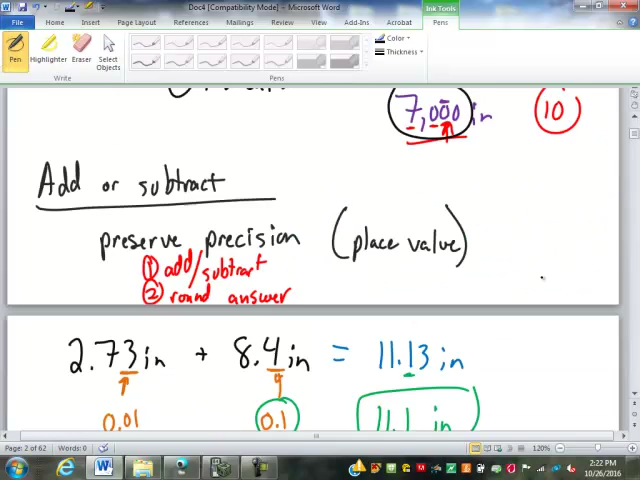 Doc4 [Compatibility Mode] - Microsoft Word
Ink Tools
File Home Insert Page Layout References Mailings Review View Add-Ins Acrobat Pens
Pen Highlighter Eraser Select Objects
Color
Thickness
Write
Pens
7,000 in 10
Add or subtract
preserve precision (place value)
① add/subtract
② round answer
2.73 in + 8.4 in = 11.13 in
0.01 0.1 11.1 in
Page: 2 of 62 Words: 0 120%
2:22 PM
10/26/2016